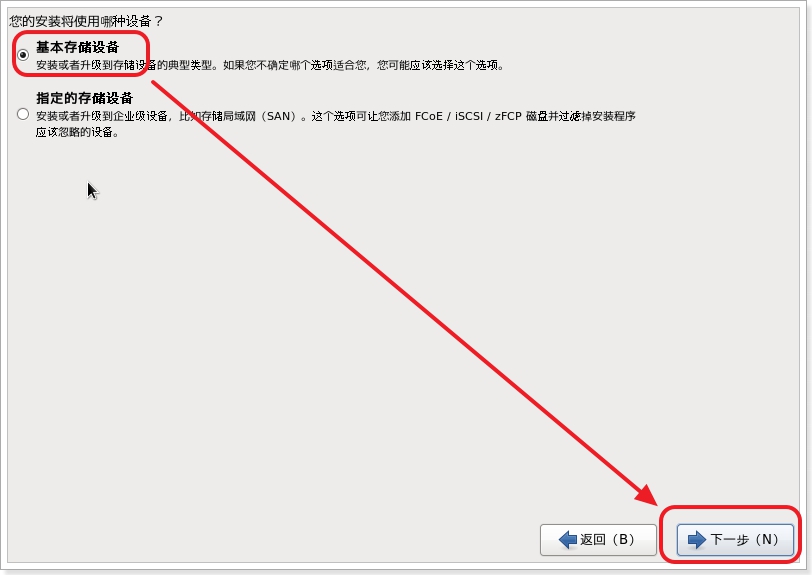 您的安装将使用哪种设备？
基本存储设备
安装或者升级到存储设备的典型类型。如果您不确定哪个选项适合您，您可能应该选择这个选项。
指定的存储设备
安装或者升级到企业级设备，比如存储局域网（SAN）。这个选项可让您添加 FCoE / iSCSI / zFCP 磁盘并过滤掉安装程序
应该忽略的设备。
返回（B） 下一步（N）